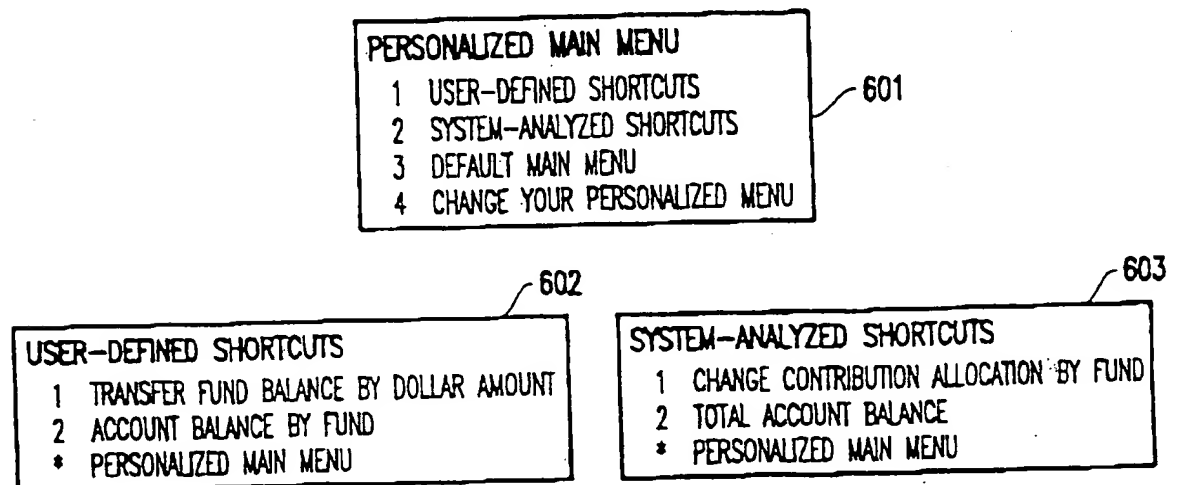 PERSONALIZED MAIN MENU
1 USER-DEFINED SHORTCUTS
2 SYSTEM-ANALYZED SHORTCUTS
3 DEFAULT MAIN MENU
4 CHANGE YOUR PERSONALIZED MENU
601
602
USER-DEFINED SHORTCUTS
1 TRANSFER FUND BALANCE BY DOLLAR AMOUNT
2 ACCOUNT BALANCE BY FUND
* PERSONALIZED MAIN MENU
603
SYSTEM-ANALYZED SHORTCUTS
1 CHANGE CONTRIBUTION ALLOCATION BY FUND
2 TOTAL ACCOUNT BALANCE
* PERSONALIZED MAIN MENU